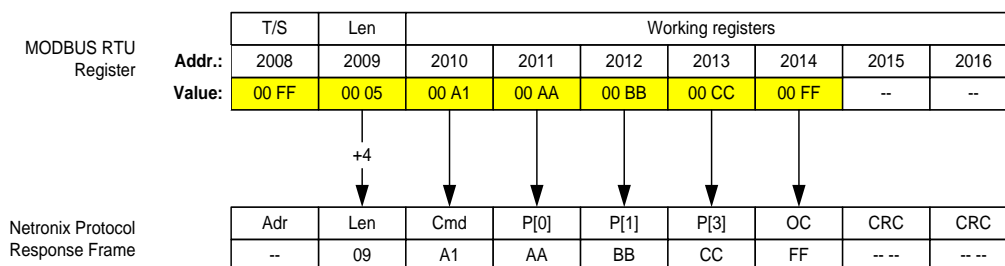 T/S Len Working registers
MODBUS RTU
Register
Addr.: 2008 2009 2010 2011 2012 2013 2014 2015 2016
Value: 00 FF 00 05 00 A1 00 AA 00 BB 00 CC 00 FF -- --
+4
Netronix Protocol
Response Frame
Adr Len Cmd P[0] P[1] P[3] OC CRC CRC
-- 09 A1 AA BB CC FF -- -- -- --